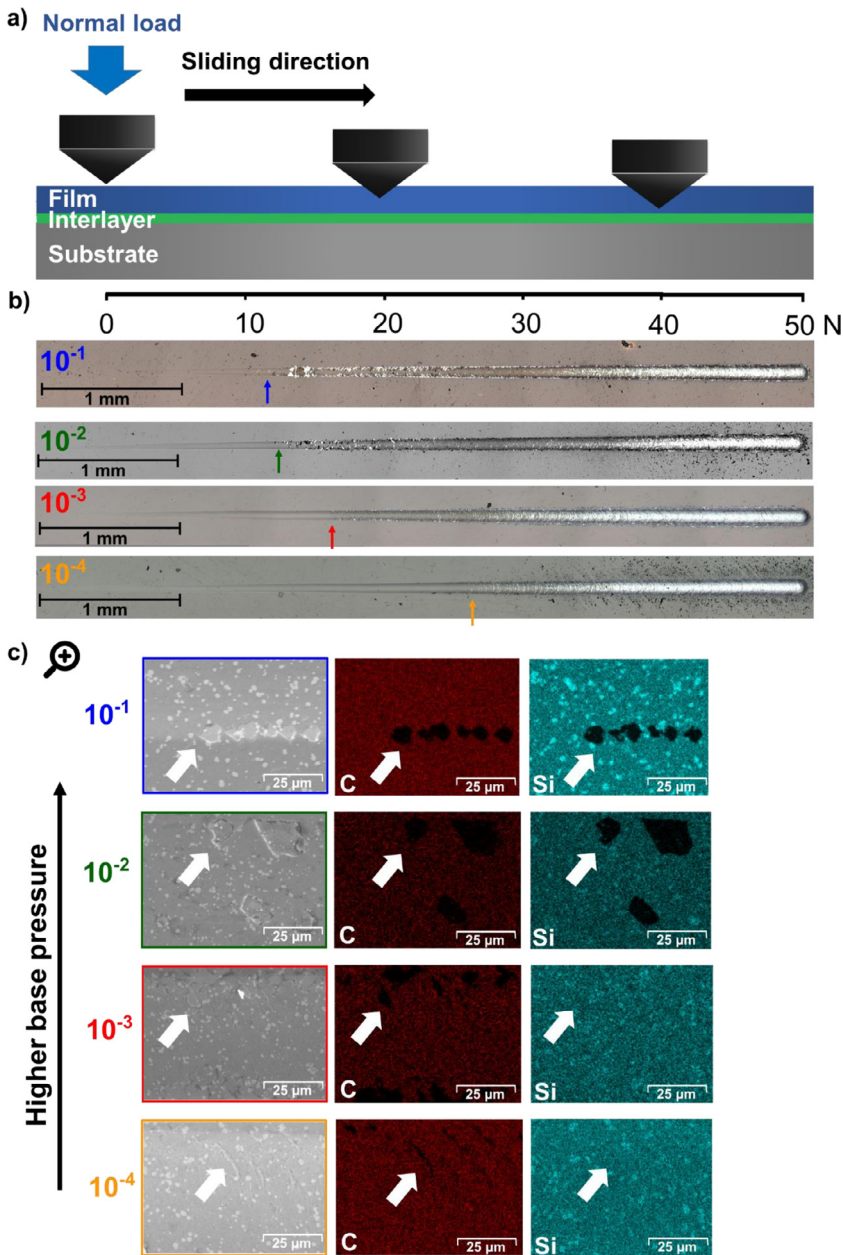 a)
Normal load
Sliding direction
Film
Interlayer
Substrate
b)
0 10 20 30 40 50 N
10⁻¹
1 mm
10⁻²
1 mm
10⁻³
1 mm
10⁻⁴
1 mm
c)
Higher base pressure
10⁻¹
25 µm
C 25 µm
Si 25 µm
10⁻²
25 µm
C 25 µm
Si 25 µm
10⁻³
25 µm
C 25 µm
Si 25 µm
10⁻⁴
25 µm
C 25 µm
Si 25 µm